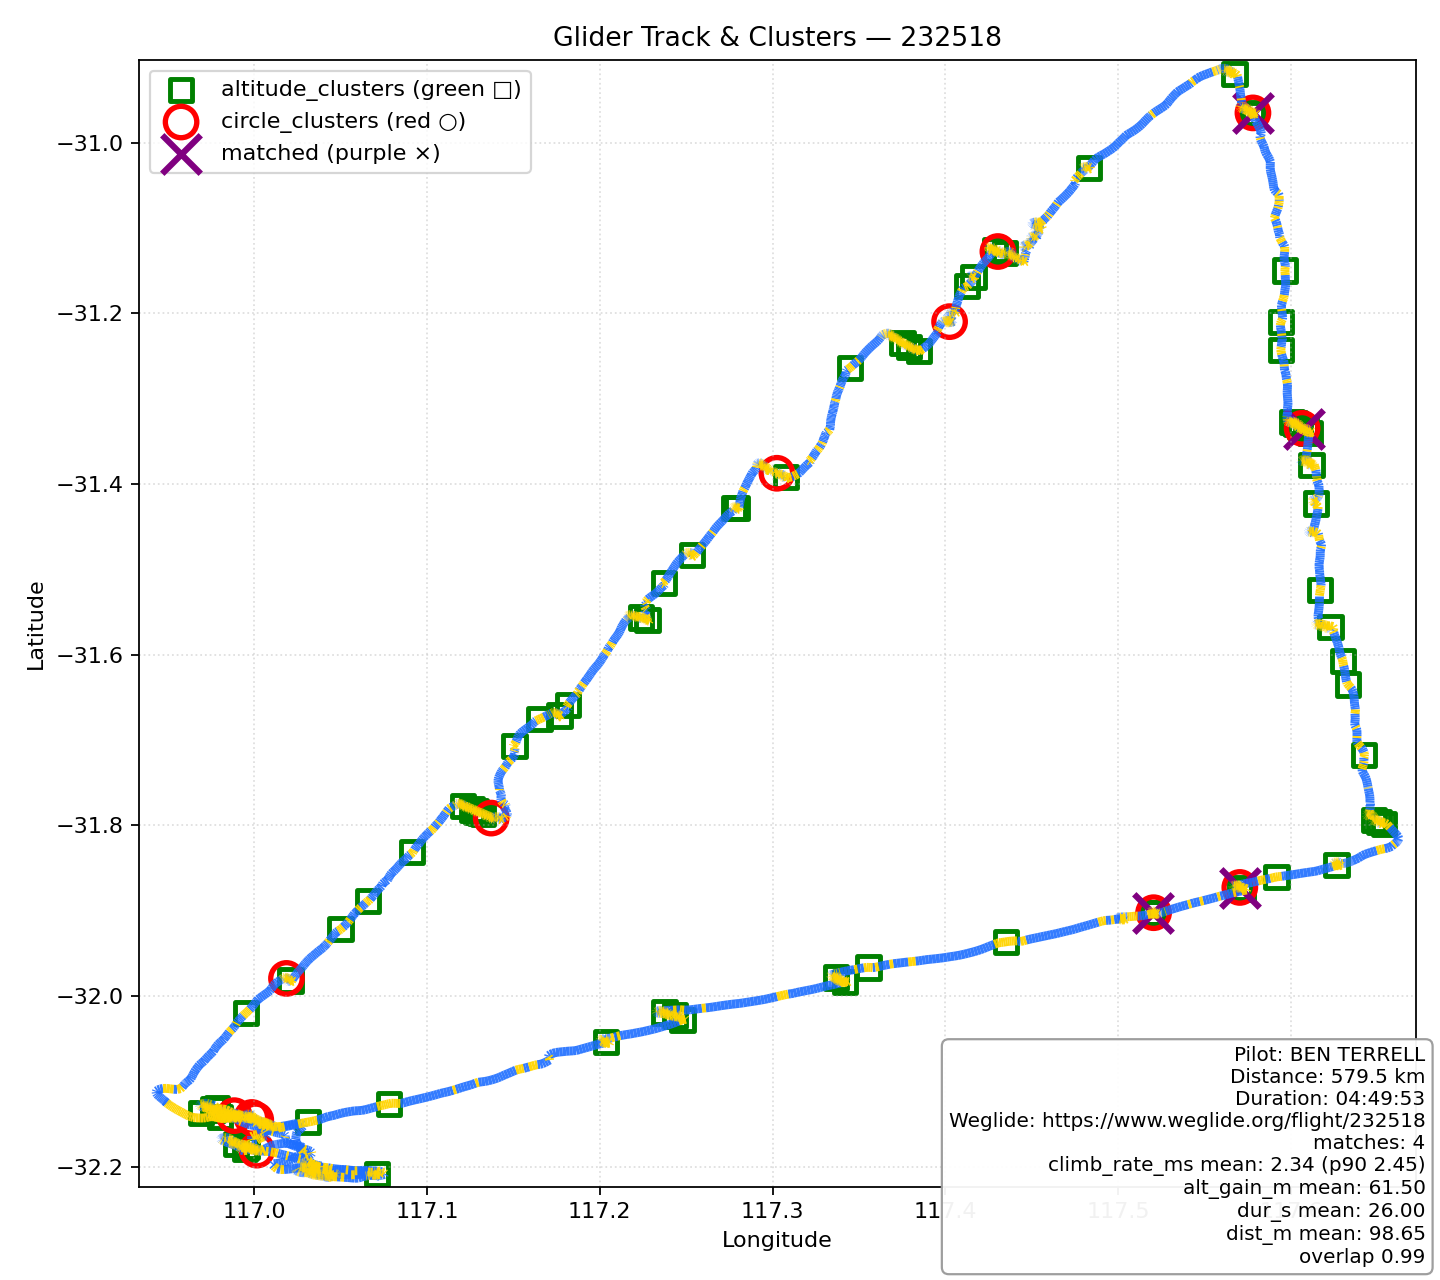 Glider Track & Clusters — 232518
altitude_clusters (green □)
circle_clusters (red ○)
matched (purple ×)
Latitude
−31.0
−31.2
−31.4
−31.6
−31.8
−32.0
−32.2
117.0
117.1
117.2
117.3
117.4
117.5
Longitude
Pilot: BEN TERRELL
Distance: 579.5 km
Duration: 04:49:53
Weglide: https://www.weglide.org/flight/232518
matches: 4
climb_rate_ms mean: 2.34 (p90 2.45)
alt_gain_m mean: 61.50
dur_s mean: 26.00
dist_m mean: 98.65
overlap 0.99